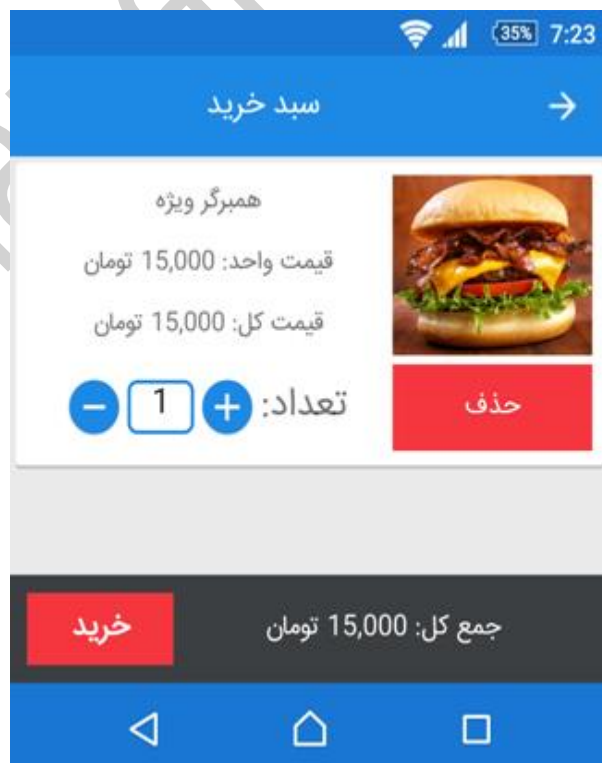 35% 7:23
سبد خرید
همبرگر ویژه
قیمت واحد: 15,000 تومان
قیمت کل: 15,000 تومان
تعداد: 1
حذف
جمع کل: 15,000 تومان
خرید